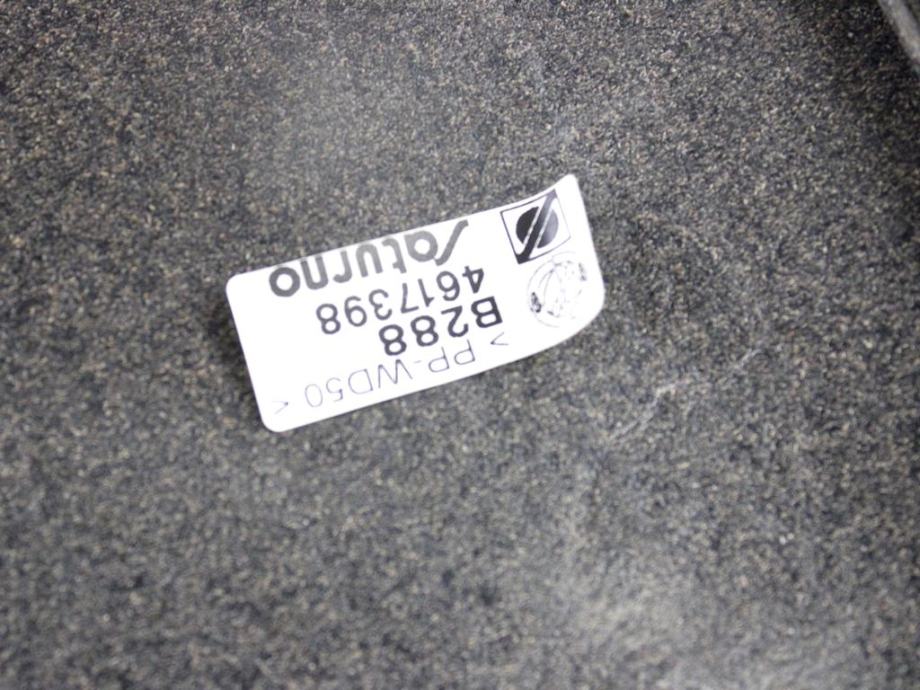 > PP-WD50 <
B288
4617398
Saturno